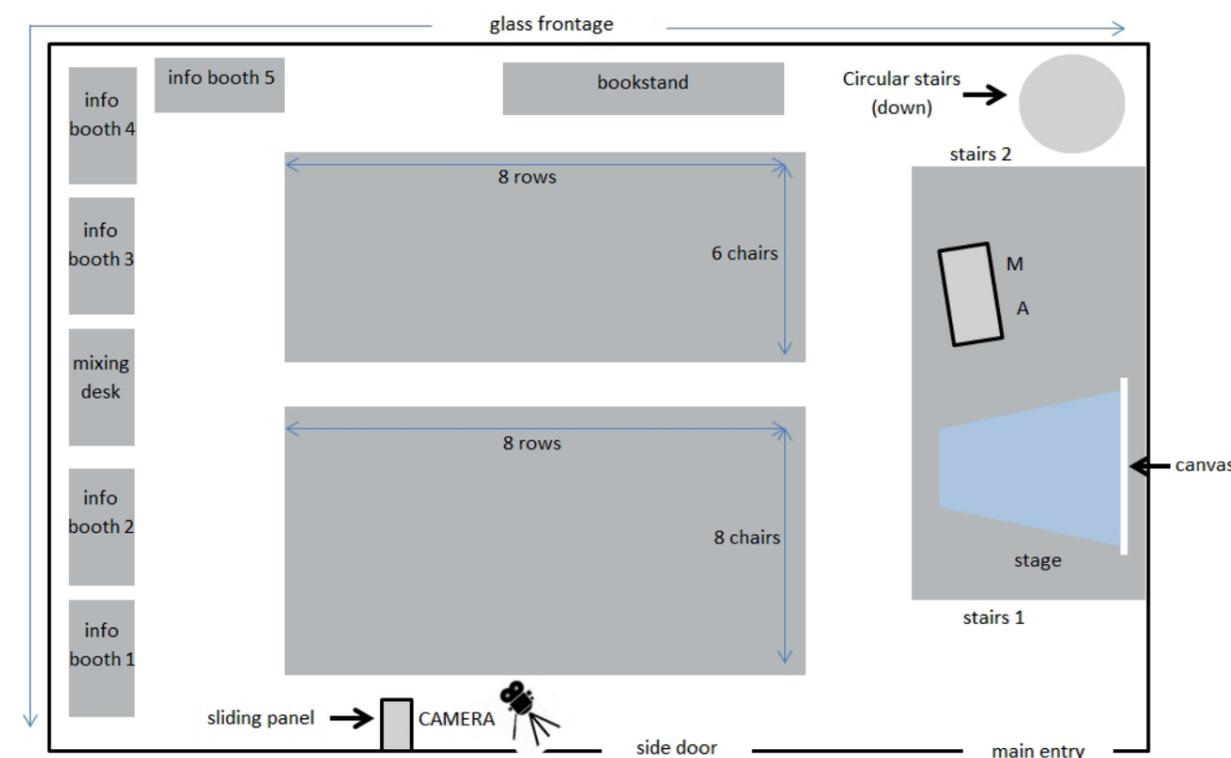 glass frontage
info
booth 4
info booth 5
bookstand
Circular stairs
(down)
stairs 2
8 rows
6 chairs
info
booth 3
M
A
mixing
desk
8 rows
8 chairs
canvas
info
booth 2
stage
stairs 1
info
booth 1
sliding panel
CAMERA
side door
main entry